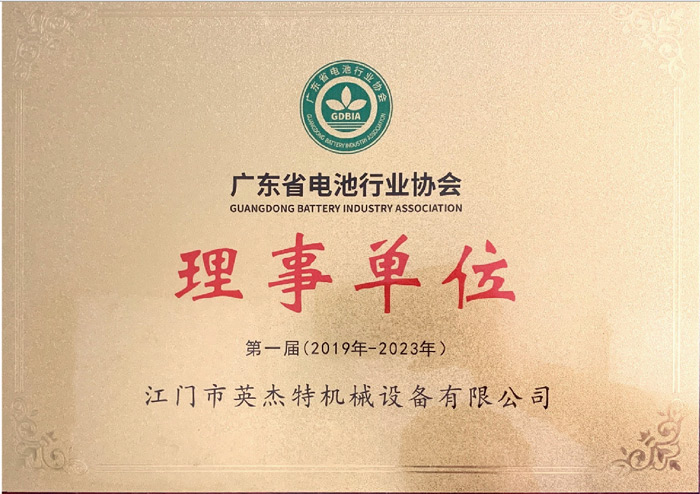 广东省电池行业协会
GDBIA
GUANGDONG BATTERY INDUSTRY ASSOCIATION
广东省电池行业协会
GUANGDONG BATTERY INDUSTRY ASSOCIATION
理事单位
第一届(2019年-2023年)
江门市英杰特机械设备有限公司